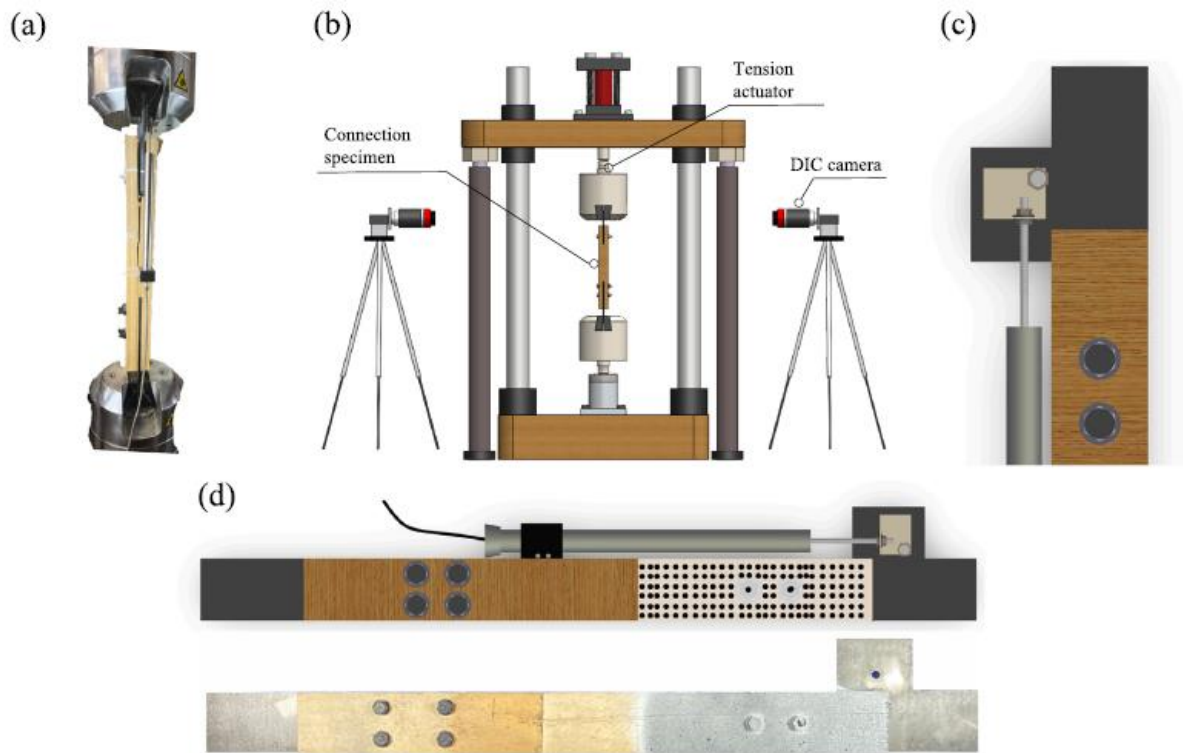 (a)
(b)
(c)
Tension
actuator
Connection
specimen
DIC camera
(d)